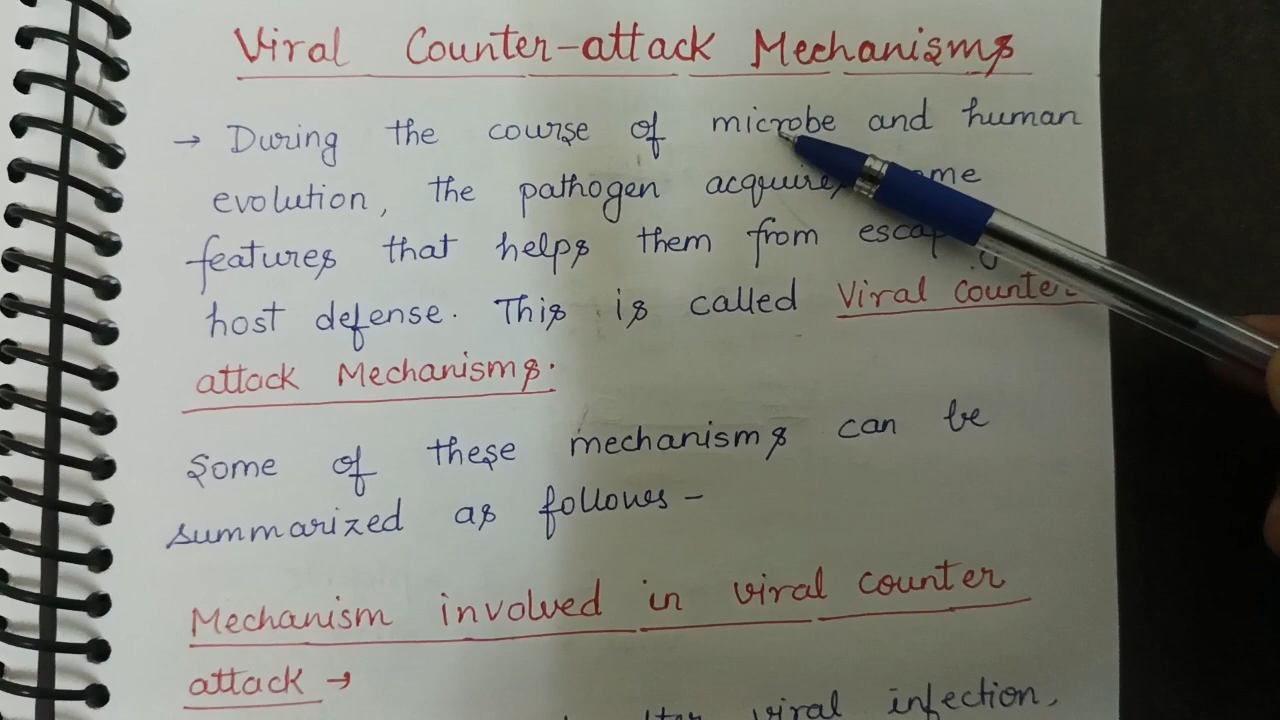 Viral Counter-attack Mechanisms
→ During the course of microbe and human
evolution, the pathogen
features that helps them from
host defense. This is called Viral Counter
attack Mechanisms.
Some of these mechanisms can be
summarized as follows -
Mechanism involved in viral counter
attack →
viral infection,